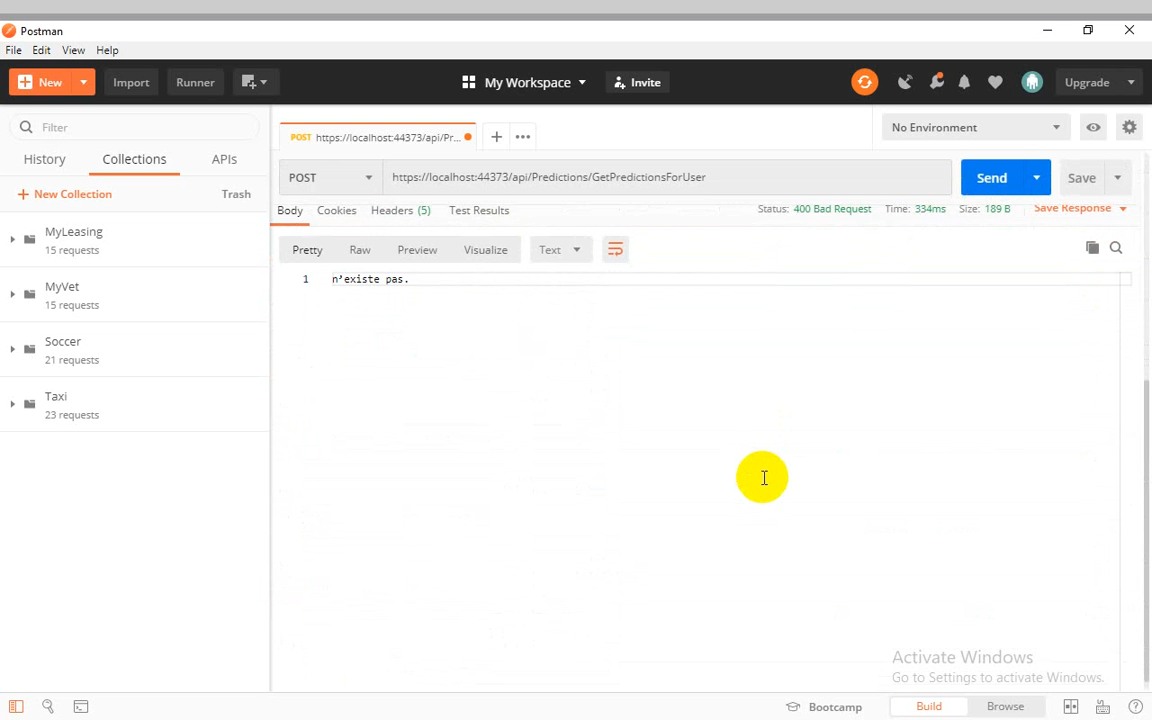 Postman
File Edit View Help
New Import Runner My Workspace Invite Upgrade
Filter
History Collections APIs
+ New Collection Trash
MyLeasing
15 requests
MyVet
15 requests
Soccer
21 requests
Taxi
23 requests
POST https://localhost:44373/api/Pr...
No Environment
POST https://localhost:44373/api/Predictions/GetPredictionsForUser Send Save
Body Cookies Headers (5) Test Results Status: 400 Bad Request Time: 334ms Size: 189 B Save Response
Pretty Raw Preview Visualize Text
1 n’existe pas.
Activate Windows
Go to Settings to activate Windows.
Bootcamp Build Browse